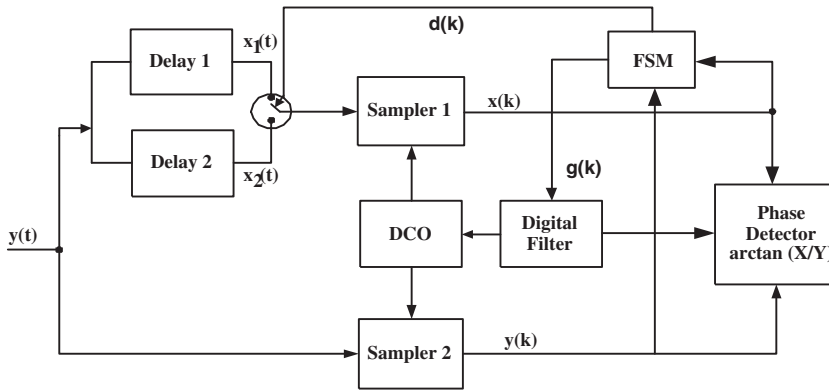 d(k)
x1(t)
Delay 1
FSM
Sampler 1
x(k)
Delay 2
x2(t)
g(k)
y(t)
DCO
Digital
Filter
Phase
Detector
arctan (X/Y)
Sampler 2
y(k)